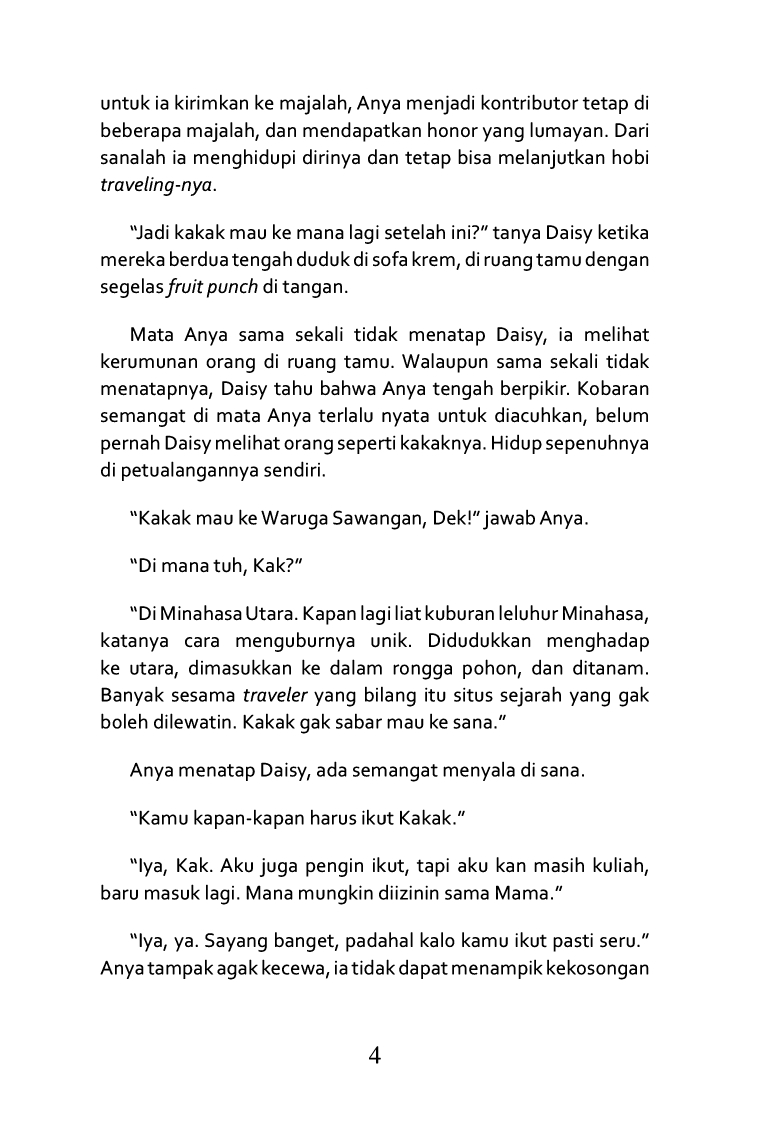 untuk ia kirimkan ke majalah, Anya menjadi kontributor tetap di
beberapa majalah, dan mendapatkan honor yang lumayan. Dari
sanalah ia menghidupi dirinya dan tetap bisa melanjutkan hobi
traveling-nya.
“Jadi kakak mau ke mana lagi setelah ini?” tanya Daisy ketika
mereka berdua tengah duduk di sofa krem, di ruang tamu dengan
segelas fruit punch di tangan.
Mata Anya sama sekali tidak menatap Daisy, ia melihat
kerumunan orang di ruang tamu. Walaupun sama sekali tidak
menatapnya, Daisy tahu bahwa Anya tengah berpikir. Kobaran
semangat di mata Anya terlalu nyata untuk diacuhkan, belum
pernah Daisy melihat orang seperti kakaknya. Hidup sepenuhnya
di petualangannya sendiri.
“Kakak mau ke Waruga Sawangan, Dek!” jawab Anya.
“Di mana tuh, Kak?”
“Di Minahasa Utara. Kapan lagi liat kuburan leluhur Minahasa,
katanya cara menguburnya unik. Didudukkan menghadap
ke utara, dimasukkan ke dalam rongga pohon, dan ditanam.
Banyak sesama traveler yang bilang itu situs sejarah yang gak
boleh dilewatin. Kakak gak sabar mau ke sana.”
Anya menatap Daisy, ada semangat menyala di sana.
“Kamu kapan-kapan harus ikut Kakak.”
“Iya, Kak. Aku juga pengin ikut, tapi aku kan masih kuliah,
baru masuk lagi. Mana mungkin diizinin sama Mama.”
“Iya, ya. Sayang banget, padahal kalo kamu ikut pasti seru.”
Anya tampak agak kecewa, ia tidak dapat menampik kekosongan
4